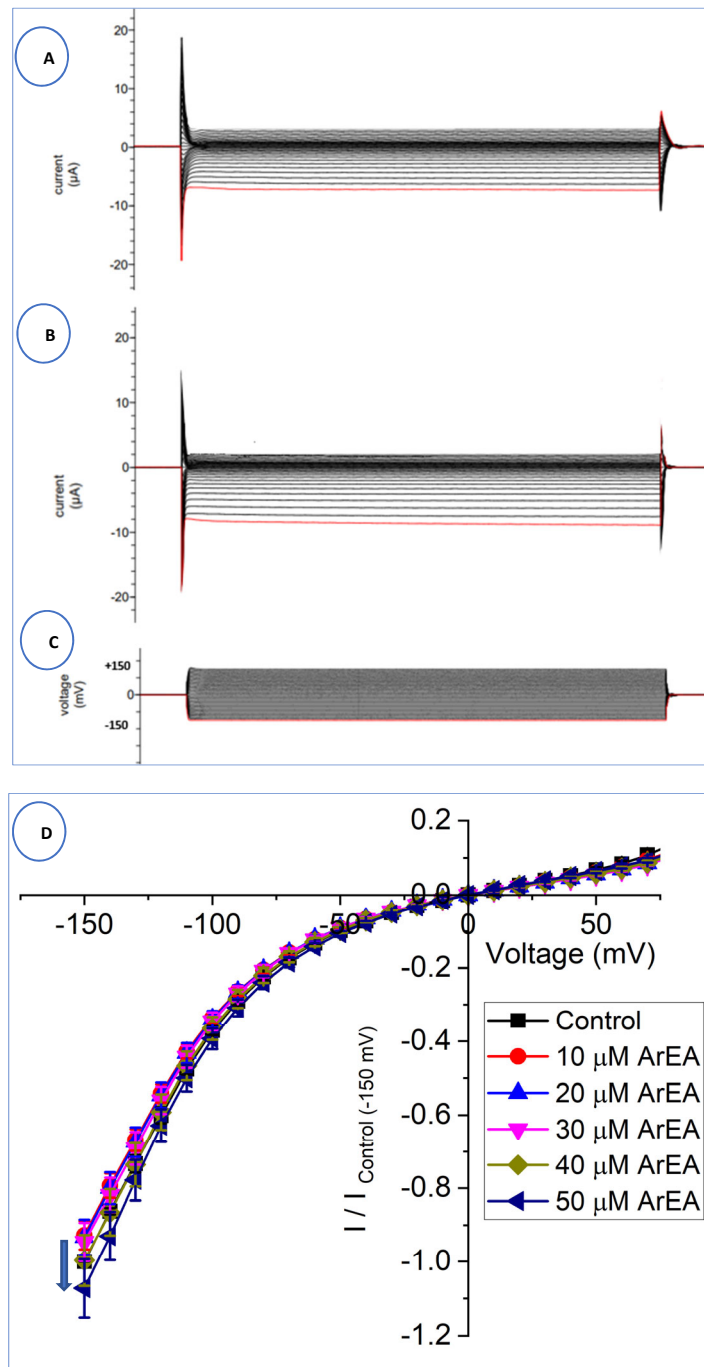 A
20
10
0
-10
-20
current
(µA)
B
20
10
0
-10
-20
current
(µA)
C
+150
0
-150
voltage
(mV)
D
0.2
0.0
-0.2
-0.4
-0.6
-0.8
-1.0
-1.2
-150
-100
-50
0
50
Voltage (mV)
I / I Control (-150 mV)
Control
10 µM ArEA
20 µM ArEA
30 µM ArEA
40 µM ArEA
50 µM ArEA